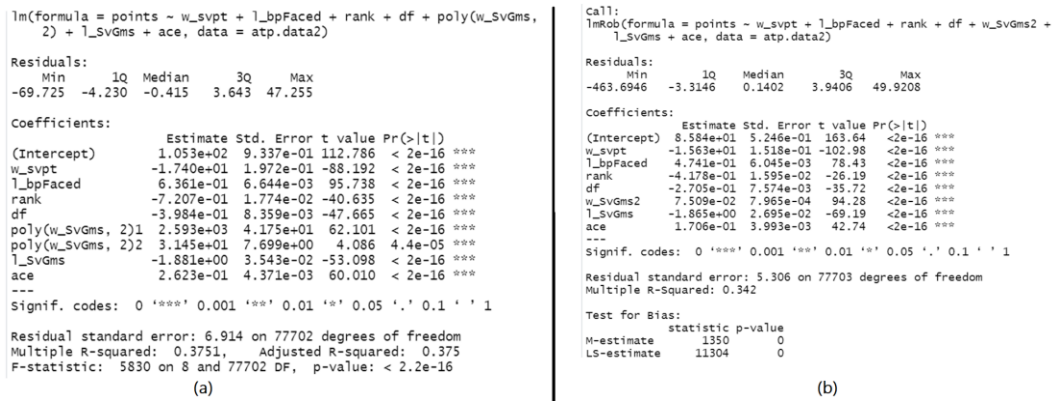 lm(formula = points ~ w_svpt + l_bpFaced + rank + df + poly(w_SvGms,
2) + l_SvGms + ace, data = atp.data2)
Residuals:
Min 1Q Median 3Q Max
-69.725 -4.230 -0.415 3.643 47.255
Coefficients:
Estimate Std. Error t value Pr(>|t|)
(Intercept) 1.053e+02 9.337e-01 112.786 < 2e-16 ***
w_svpt -1.740e+01 1.972e-01 -88.192 < 2e-16 ***
l_bpFaced 6.361e-01 6.644e-03 95.738 < 2e-16 ***
rank -7.207e-01 1.774e-02 -40.635 < 2e-16 ***
df -3.984e-01 8.359e-03 -47.665 < 2e-16 ***
poly(w_SvGms, 2)1 2.593e+03 4.175e+01 62.101 < 2e-16 ***
poly(w_SvGms, 2)2 3.145e+01 7.699e+00 4.086 4.4e-05 ***
l_SvGms -1.881e+00 3.543e-02 -53.098 < 2e-16 ***
ace 2.623e-01 4.371e-03 60.010 < 2e-16 ***
---
Signif. codes: 0 ‘***’ 0.001 ‘**’ 0.01 ‘*’ 0.05 ‘.’ 0.1 ‘ ’ 1
Residual standard error: 6.914 on 77702 degrees of freedom
Multiple R-squared: 0.3751, Adjusted R-squared: 0.375
F-statistic: 5830 on 8 and 77702 DF, p-value: < 2.2e-16
(a)
Call:
lmRob(formula = points ~ w_svpt + l_bpFaced + rank + df + w_SvGms2 +
l_SvGms + ace, data = atp.data2)
Residuals:
Min 1Q Median 3Q Max
-463.6946 -3.3146 0.1402 3.9406 49.9208
Coefficients:
Estimate Std. Error t value Pr(>|t|)
(Intercept) 8.584e+01 5.246e-01 163.64 <2e-16 ***
w_svpt -1.563e+01 1.518e-01 -102.98 <2e-16 ***
l_bpFaced 4.741e-01 6.045e-03 78.43 <2e-16 ***
rank -4.178e-01 1.595e-02 -26.19 <2e-16 ***
df -2.705e-01 7.574e-03 -35.72 <2e-16 ***
w_SvGms2 7.509e-02 7.965e-04 94.28 <2e-16 ***
l_SvGms -1.865e+00 2.695e-02 -69.19 <2e-16 ***
ace 1.706e-01 3.993e-03 42.74 <2e-16 ***
---
Signif. codes: 0 ‘***’ 0.001 ‘**’ 0.01 ‘*’ 0.05 ‘.’ 0.1 ‘ ’ 1
Residual standard error: 5.306 on 77703 degrees of freedom
Multiple R-Squared: 0.342
Test for Bias:
statistic p-value
M-estimate 1350 0
LS-estimate 11304 0
(b)